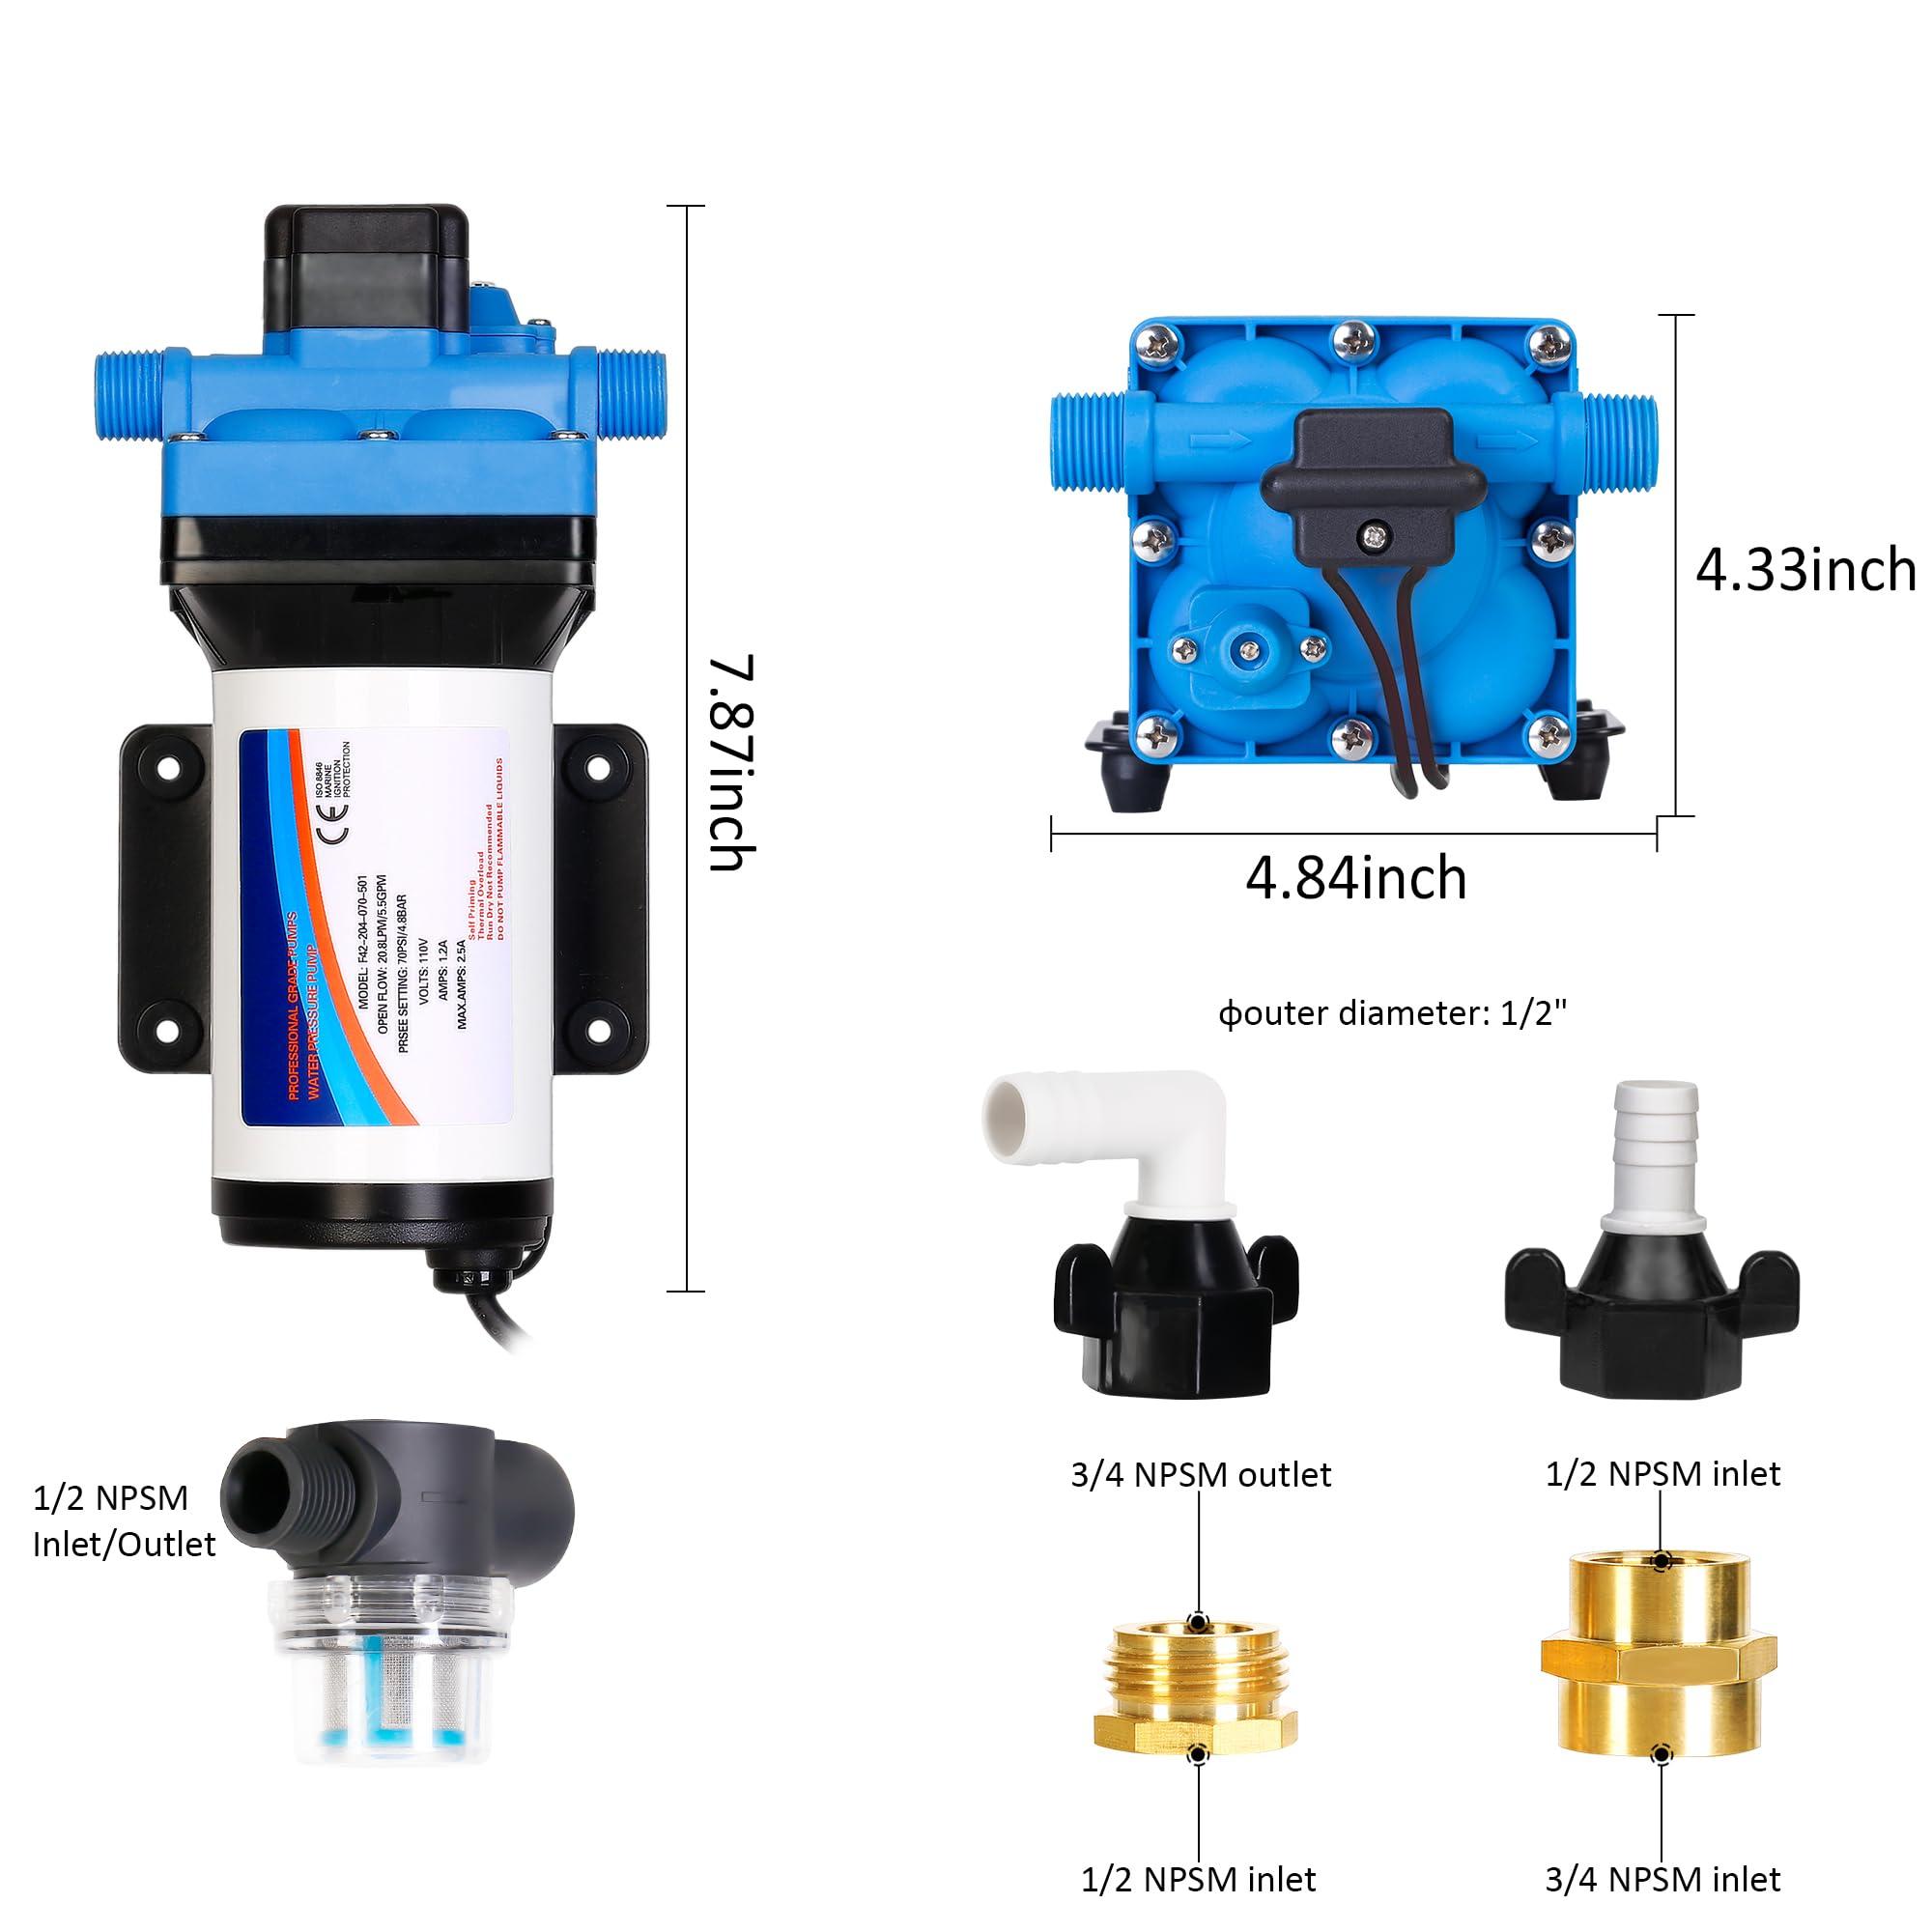 7.87inch
PROFESSIONAL GRADE PUMPS
WATER PRESSURE PUMP
CE
ISO 8846
MARINE
IGNITION
PROTECTION
MODEL: F42-204-070-501
OPEN FLOW: 20.8LPM/5.5GPM
PRSEE SETTING: 70PSI/4.8BAR
VOLTS: 110V
AMPS: 1.2A
MAX.AMPS: 2.5A
Self Priming
Thermal Overload
Run Dry Not Recommended
DO NOT PUMP FLAMMABLE LIQUIDS
4.33inch
4.84inch
ϕouter diameter: 1/2"
1/2 NPSM
Inlet/Outlet
3/4 NPSM outlet
1/2 NPSM inlet
1/2 NPSM inlet
3/4 NPSM inlet